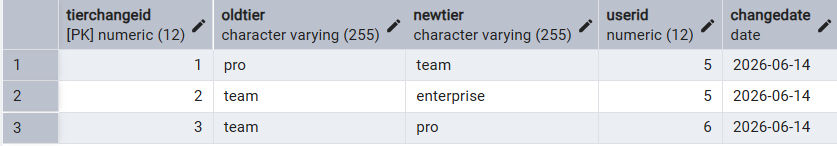 tierchangeid oldtier newtier userid changedate
[PK] numeric (12) character varying (255) character varying (255) numeric (12) date
1 1 pro team 5 2026-06-14
2 2 team enterprise 5 2026-06-14
3 3 team pro 6 2026-06-14